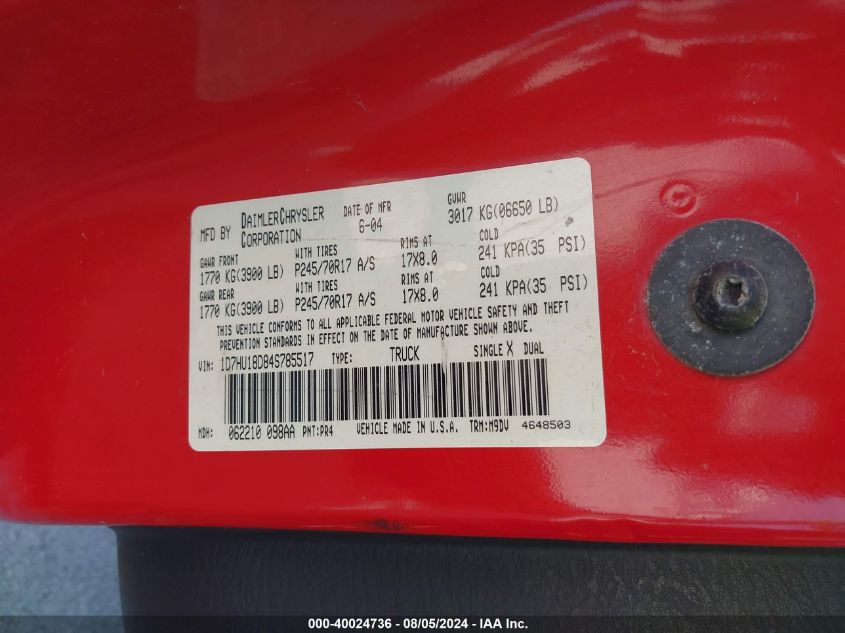 MFD BY DAIMLERCHRYSLER CORPORATION DATE OF MFR 6-04 GVWR 3017 KG(06650 LB)
GAWR FRONT WITH TIRES RIMS AT COLD
1770 KG(3900 LB) P245/70R17 A/S 17X8.0 241 KPA(35 PSI)
GAWR REAR WITH TIRES RIMS AT COLD
1770 KG(3900 LB) P245/70R17 A/S 17X8.0 241 KPA(35 PSI)
THIS VEHICLE CONFORMS TO ALL APPLICABLE FEDERAL MOTOR VEHICLE SAFETY AND THEFT
PREVENTION STANDARDS IN EFFECT ON THE DATE OF MANUFACTURE SHOWN ABOVE.
VIN: 1D7HU18D84S785517 TYPE: TRUCK SINGLE X DUAL
MDH: 062210 098AA PNT:PR4 VEHICLE MADE IN U.S.A. TRM:M9DV 4648503
000-40024736 - 08/05/2024 - IAA Inc.